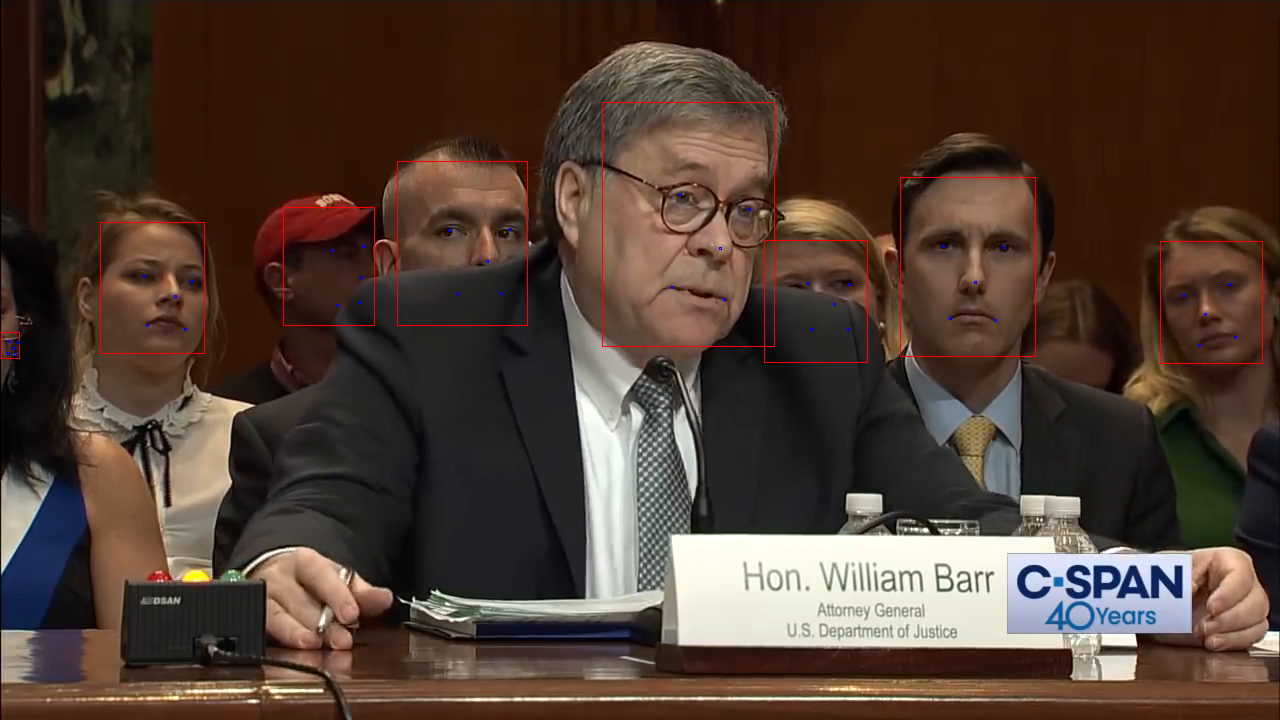 Hon. William Barr
Attorney General
U.S. Department of Justice
C·SPAN
40 Years
DSAN